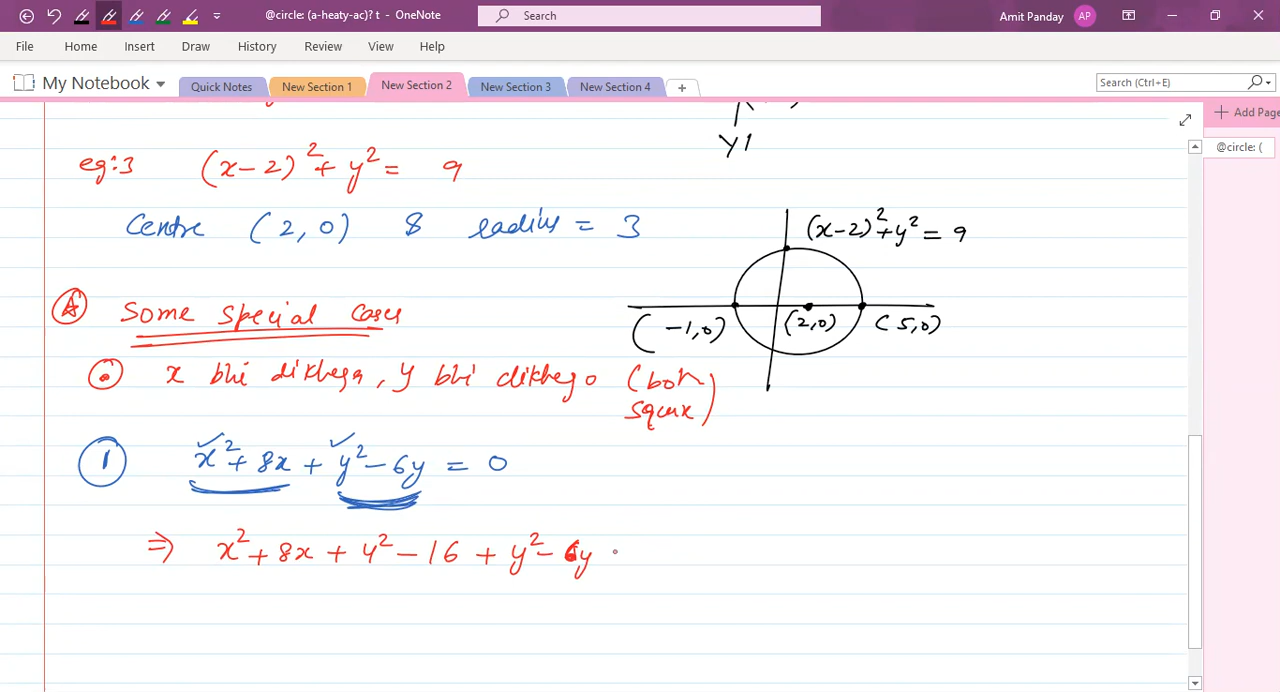 @circle: (a-heaty-ac)? t - OneNote
Search
Amit Panday
AP
File Home Insert Draw History Review View Help
My Notebook
Quick Notes
New Section 1
New Section 2
New Section 3
New Section 4
Search (Ctrl+E)
Add Page
@circle: (
y1
eg:3 (x-2)² + y² = 9
Centre (2,0) & radius = 3
(x-2)² + y² = 9
(-1,0) (2,0) (5,0)
Some special cases
x bhi dikhega, y bhi dikhega (both
square)
1 x² + 8x + y² - 6y = 0
⇒ x² + 8x + 4² - 16 + y² - 6y